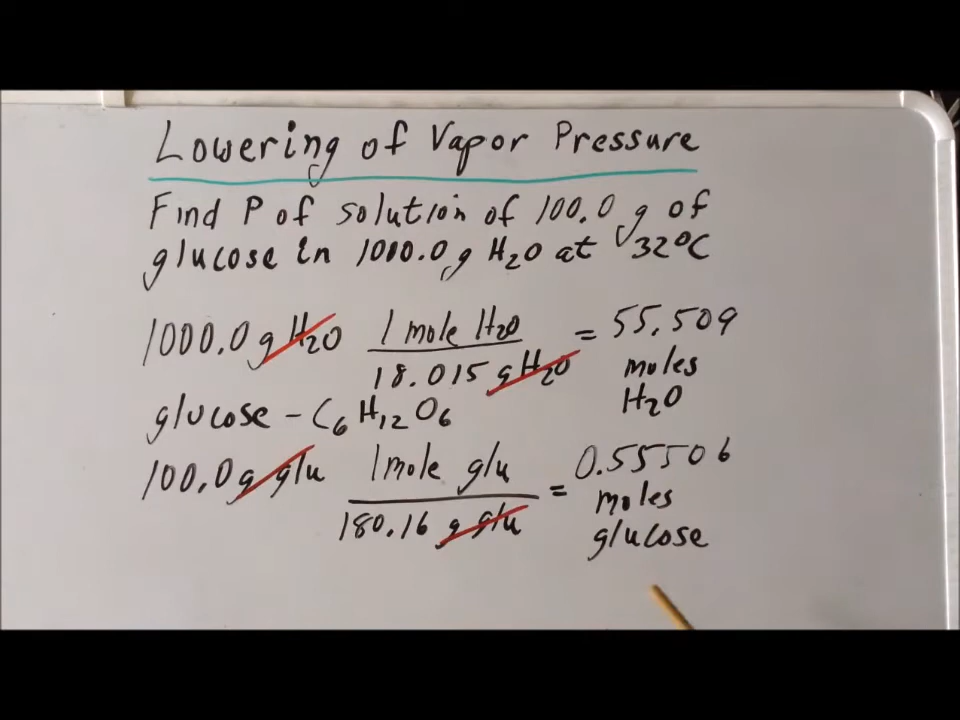 Lowering of Vapor Pressure
Find P of solution of 100.0 g of
glucose in 1000.0 g H2O at 32°C
1000.0 g H2O 1 mole H2O / 18.015 g H2O = 55.509 moles H2O
glucose - C6H12O6
100.0 g glu 1 mole glu / 180.16 g glu = 0.55506 moles glucose